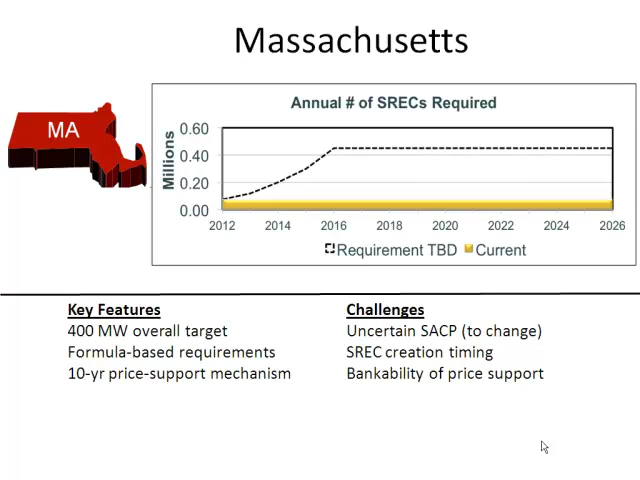 Massachusetts
MA
Annual # of SRECs Required
Millions
0.60
0.40
0.20
0.00
2012 2014 2016 2018 2020 2022 2024 2026
Requirement TBD Current
Key Features
400 MW overall target
Formula-based requirements
10-yr price-support mechanism
Challenges
Uncertain SACP (to change)
SREC creation timing
Bankability of price support